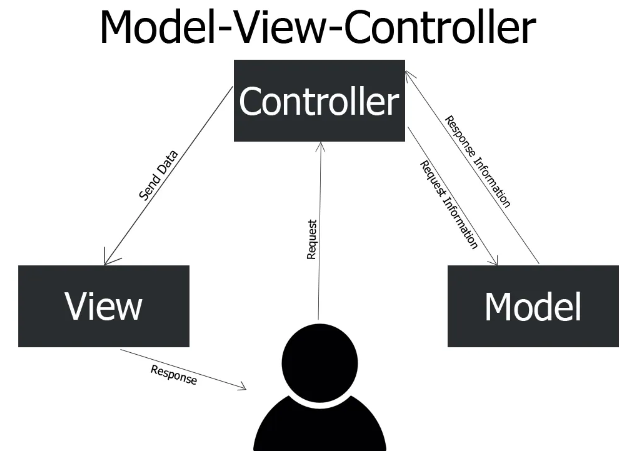 Model-View-Controller
Controller
Send Data
Response Information
Request Information
Request
View
Model
Response